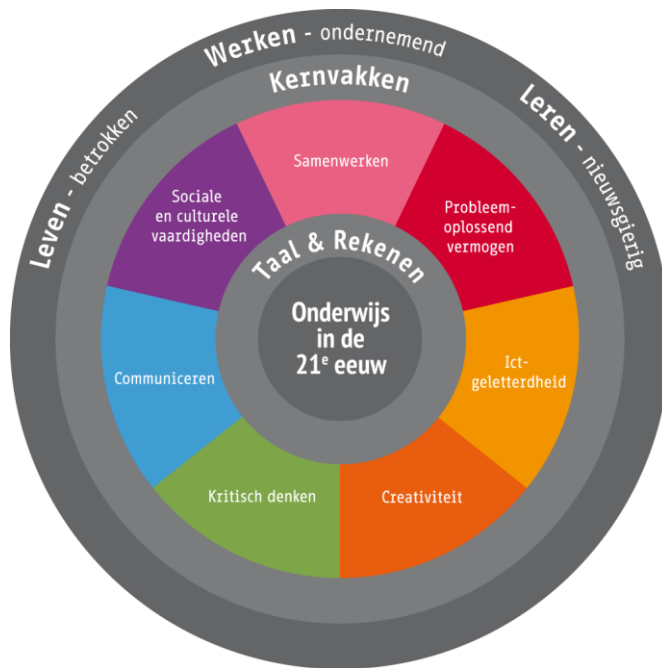 Werken - ondernemend
Leven - betrokken
Leren - nieuwsgierig
Kernvakken
Samenwerken
Sociale
en culturele
vaardigheden
Probleem-
oplossend
vermogen
Taal & Rekenen
Onderwijs
in de
21e eeuw
Communiceren
Ict-
geletterdheid
Kritisch denken
Creativiteit